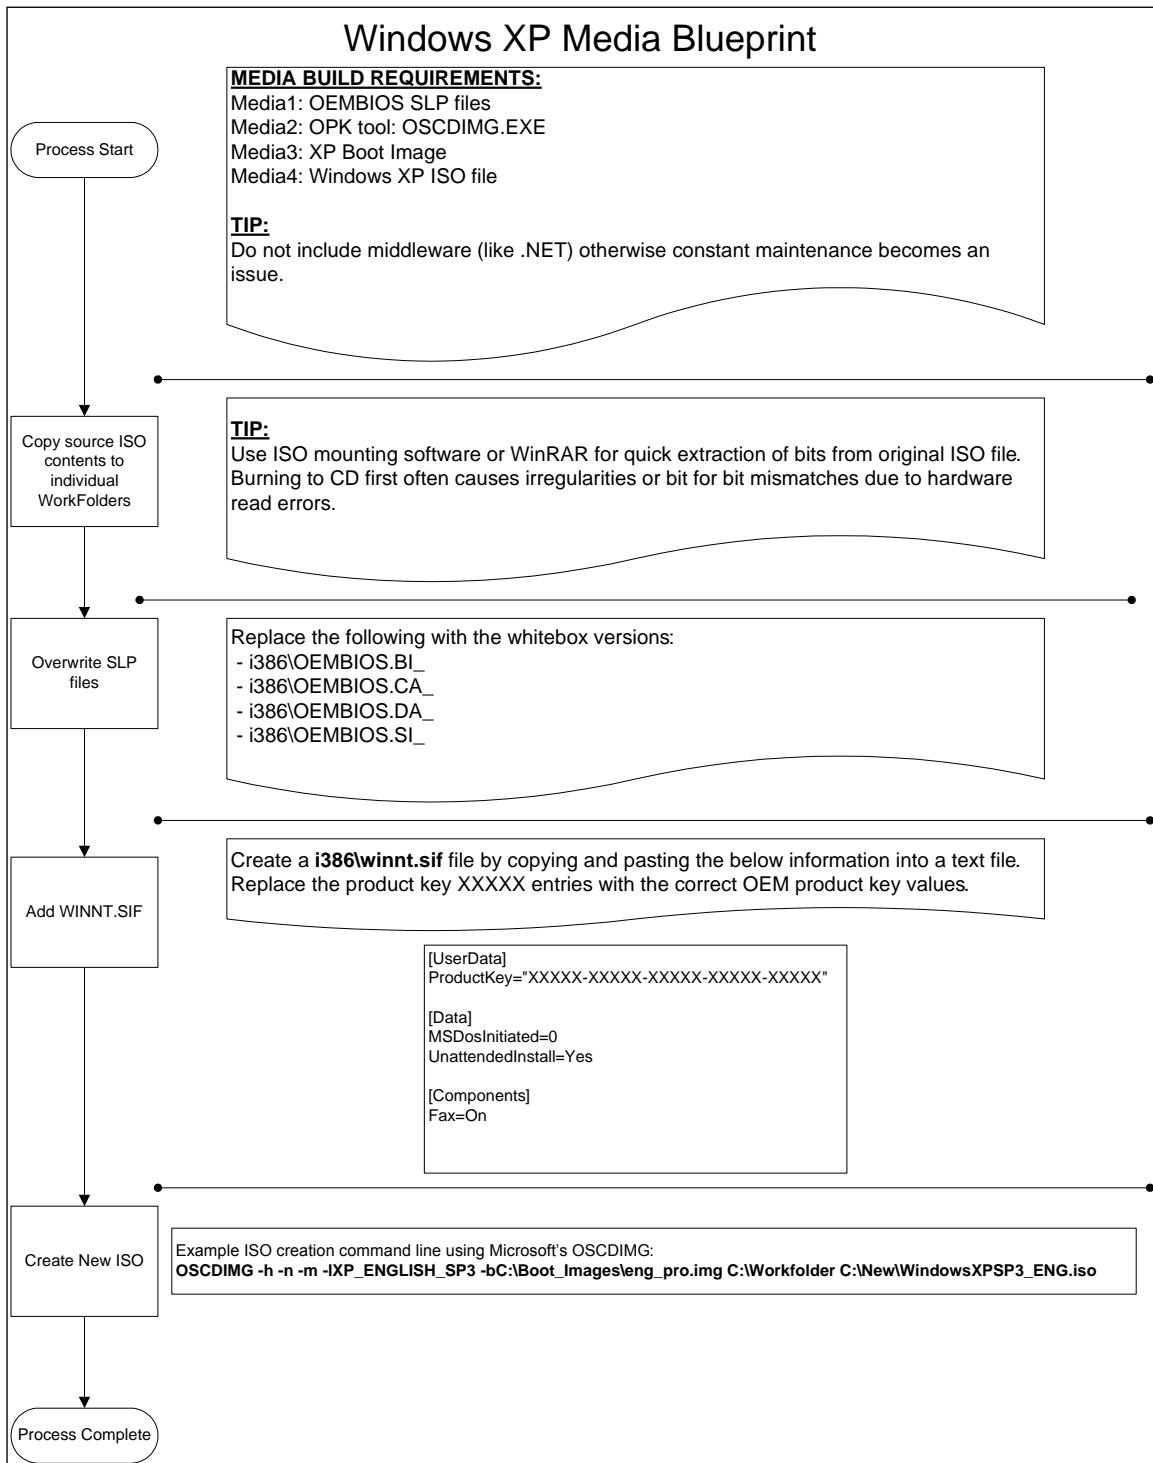 Windows XP Media Blueprint
MEDIA BUILD REQUIREMENTS:
Media1: OEMBIOS SLP files
Media2: OPK tool: OSCDIMG.EXE
Media3: XP Boot Image
Media4: Windows XP ISO file
TIP:
Do not include middleware (like .NET) otherwise constant maintenance becomes an
issue.
Process Start
Copy source ISO
contents to
individual
WorkFolders
TIP:
Use ISO mounting software or WinRAR for quick extraction of bits from original ISO file.
Burning to CD first often causes irregularities or bit for bit mismatches due to hardware
read errors.
Overwrite SLP
files
Replace the following with the whitebox versions:
- i386\OEMBIOS.BI_
- i386\OEMBIOS.CA_
- i386\OEMBIOS.DA_
- i386\OEMBIOS.SI_
Add WINNT.SIF
Create a i386\winnt.sif file by copying and pasting the below information into a text file.
Replace the product key XXXXX entries with the correct OEM product key values.
[UserData]
ProductKey="XXXXX-XXXXX-XXXXX-XXXXX-XXXXX"
[Data]
MSDosInitiated=0
UnattendedInstall=Yes
[Components]
Fax=On
Create New ISO
Example ISO creation command line using Microsoft's OSCDIMG:
OSCDIMG -h -n -m -lXP_ENGLISH_SP3 -bC:\Boot_Images\eng_pro.img C:\Workfolder C:\New\WindowsXPSP3_ENG.iso
Process Complete